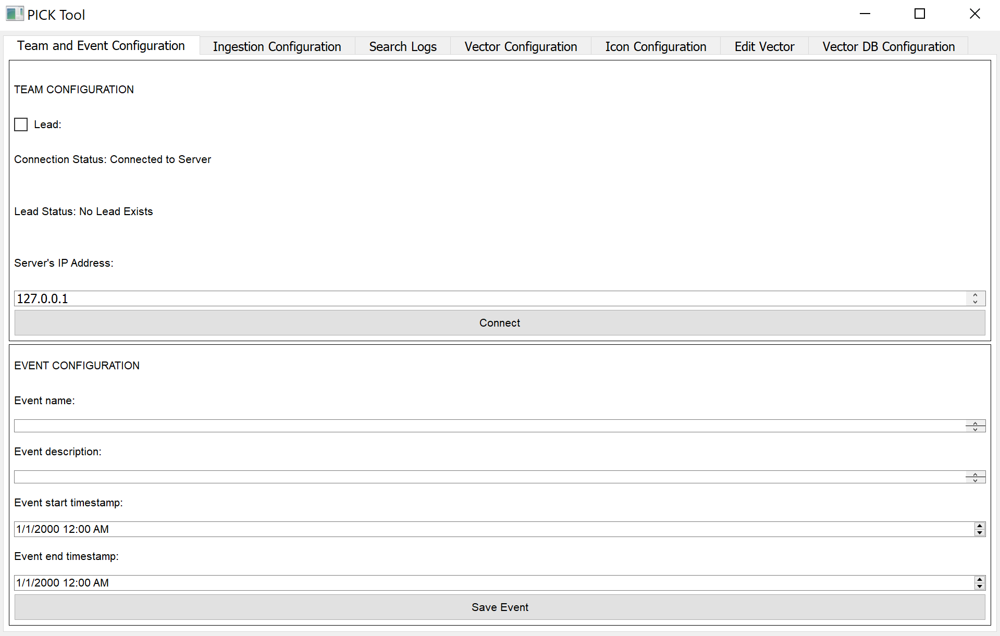 PICK Tool
Team and Event Configuration Ingestion Configuration Search Logs Vector Configuration Icon Configuration Edit Vector Vector DB Configuration
TEAM CONFIGURATION
Lead:
Connection Status: Connected to Server
Lead Status: No Lead Exists
Server's IP Address:
127.0.0.1
Connect
EVENT CONFIGURATION
Event name:
Event description:
Event start timestamp:
1/1/2000 12:00 AM
Event end timestamp:
1/1/2000 12:00 AM
Save Event